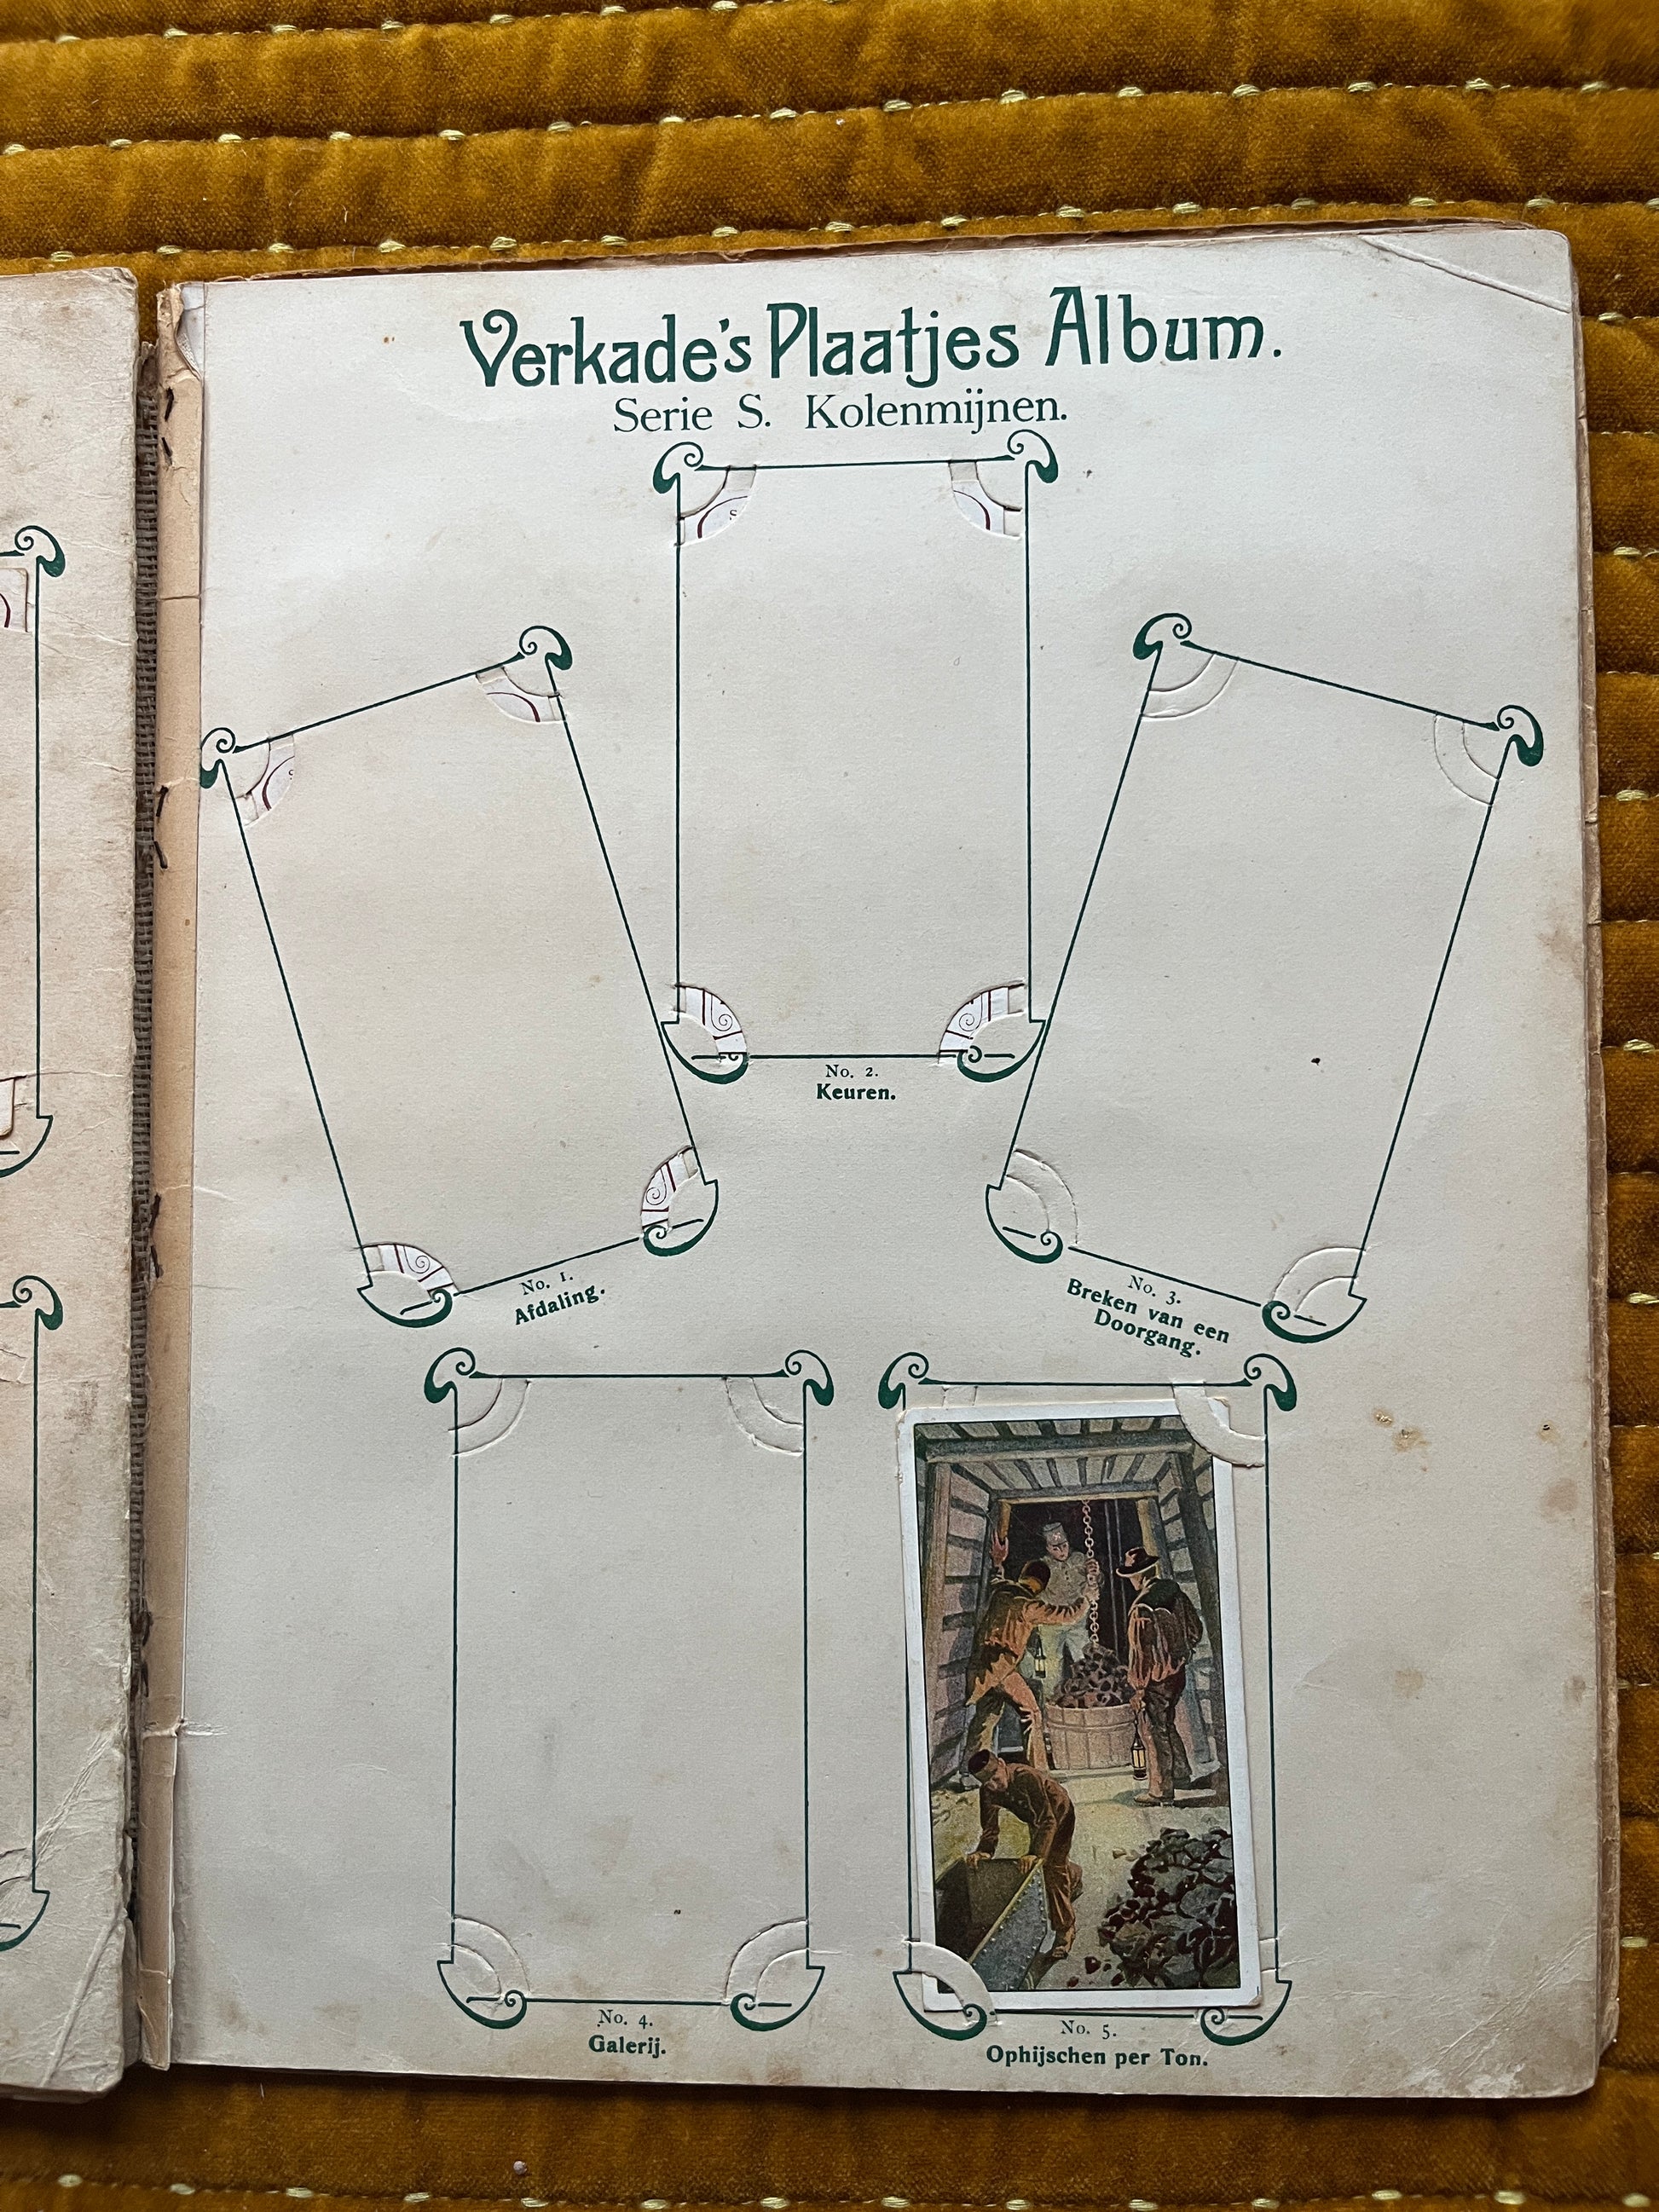 Verkade's Plaatjes Album.
Serie S. Kolenmijnen.
No. 2.
Keuren.
No. 1.
Afdaling.
No. 3.
Breken van een
Doorgang.
No. 4.
Galerij.
No. 5.
Ophijschen per Ton.